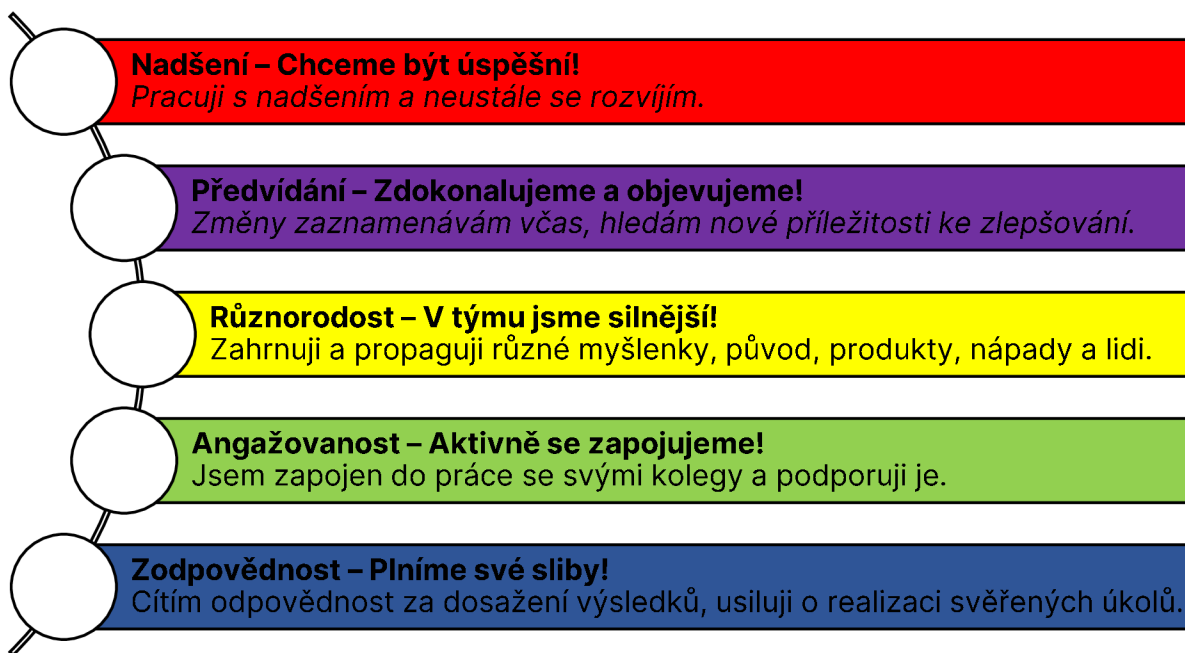 Nadšení – Chceme být úspěšní!
Pracuji s nadšením a neustále se rozvíjím.
Předvídání – Zdokonalujeme a objevujeme!
Změny zaznamenávám včas, hledám nové příležitosti ke zlepšování.
Různorodost – V týmu jsme silnější!
Zahrnuji a propaguji různé myšlenky, původ, produkty, nápady a lidi.
Angažovanost – Aktivně se zapojujeme!
Jsem zapojen do práce se svými kolegy a podporuji je.
Zodpovědnost – Plníme své sliby!
Cítím odpovědnost za dosažení výsledků, usiluji o realizaci svěřených úkolů.